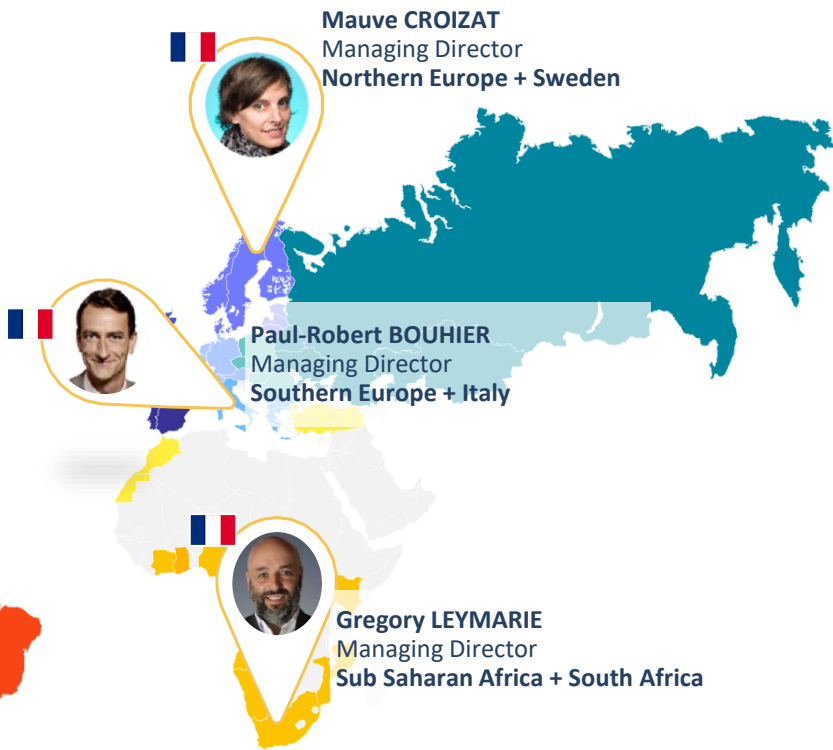 Mauve CROIZAT
Managing Director
Northern Europe + Sweden
Paul-Robert BOUHIER
Managing Director
Southern Europe + Italy
Gregory LEYMARIE
Managing Director
Sub Saharan Africa + South Africa